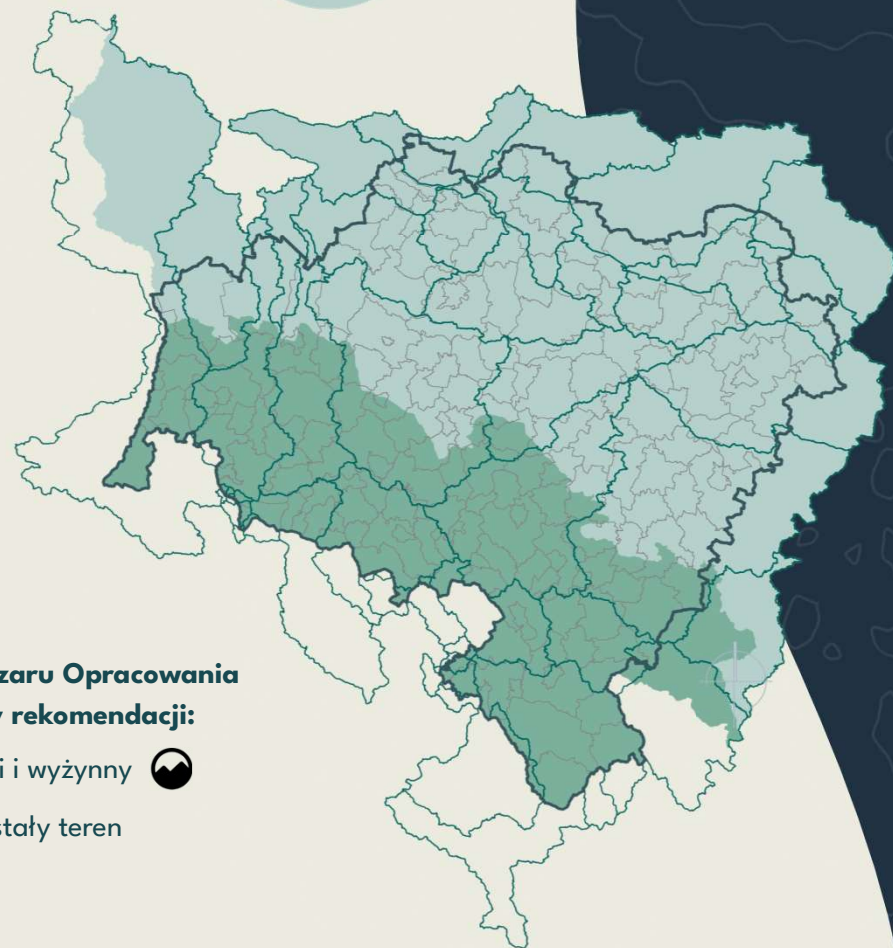 zaru Opracowania
y rekomendacji:
i i wyżynny
stały teren